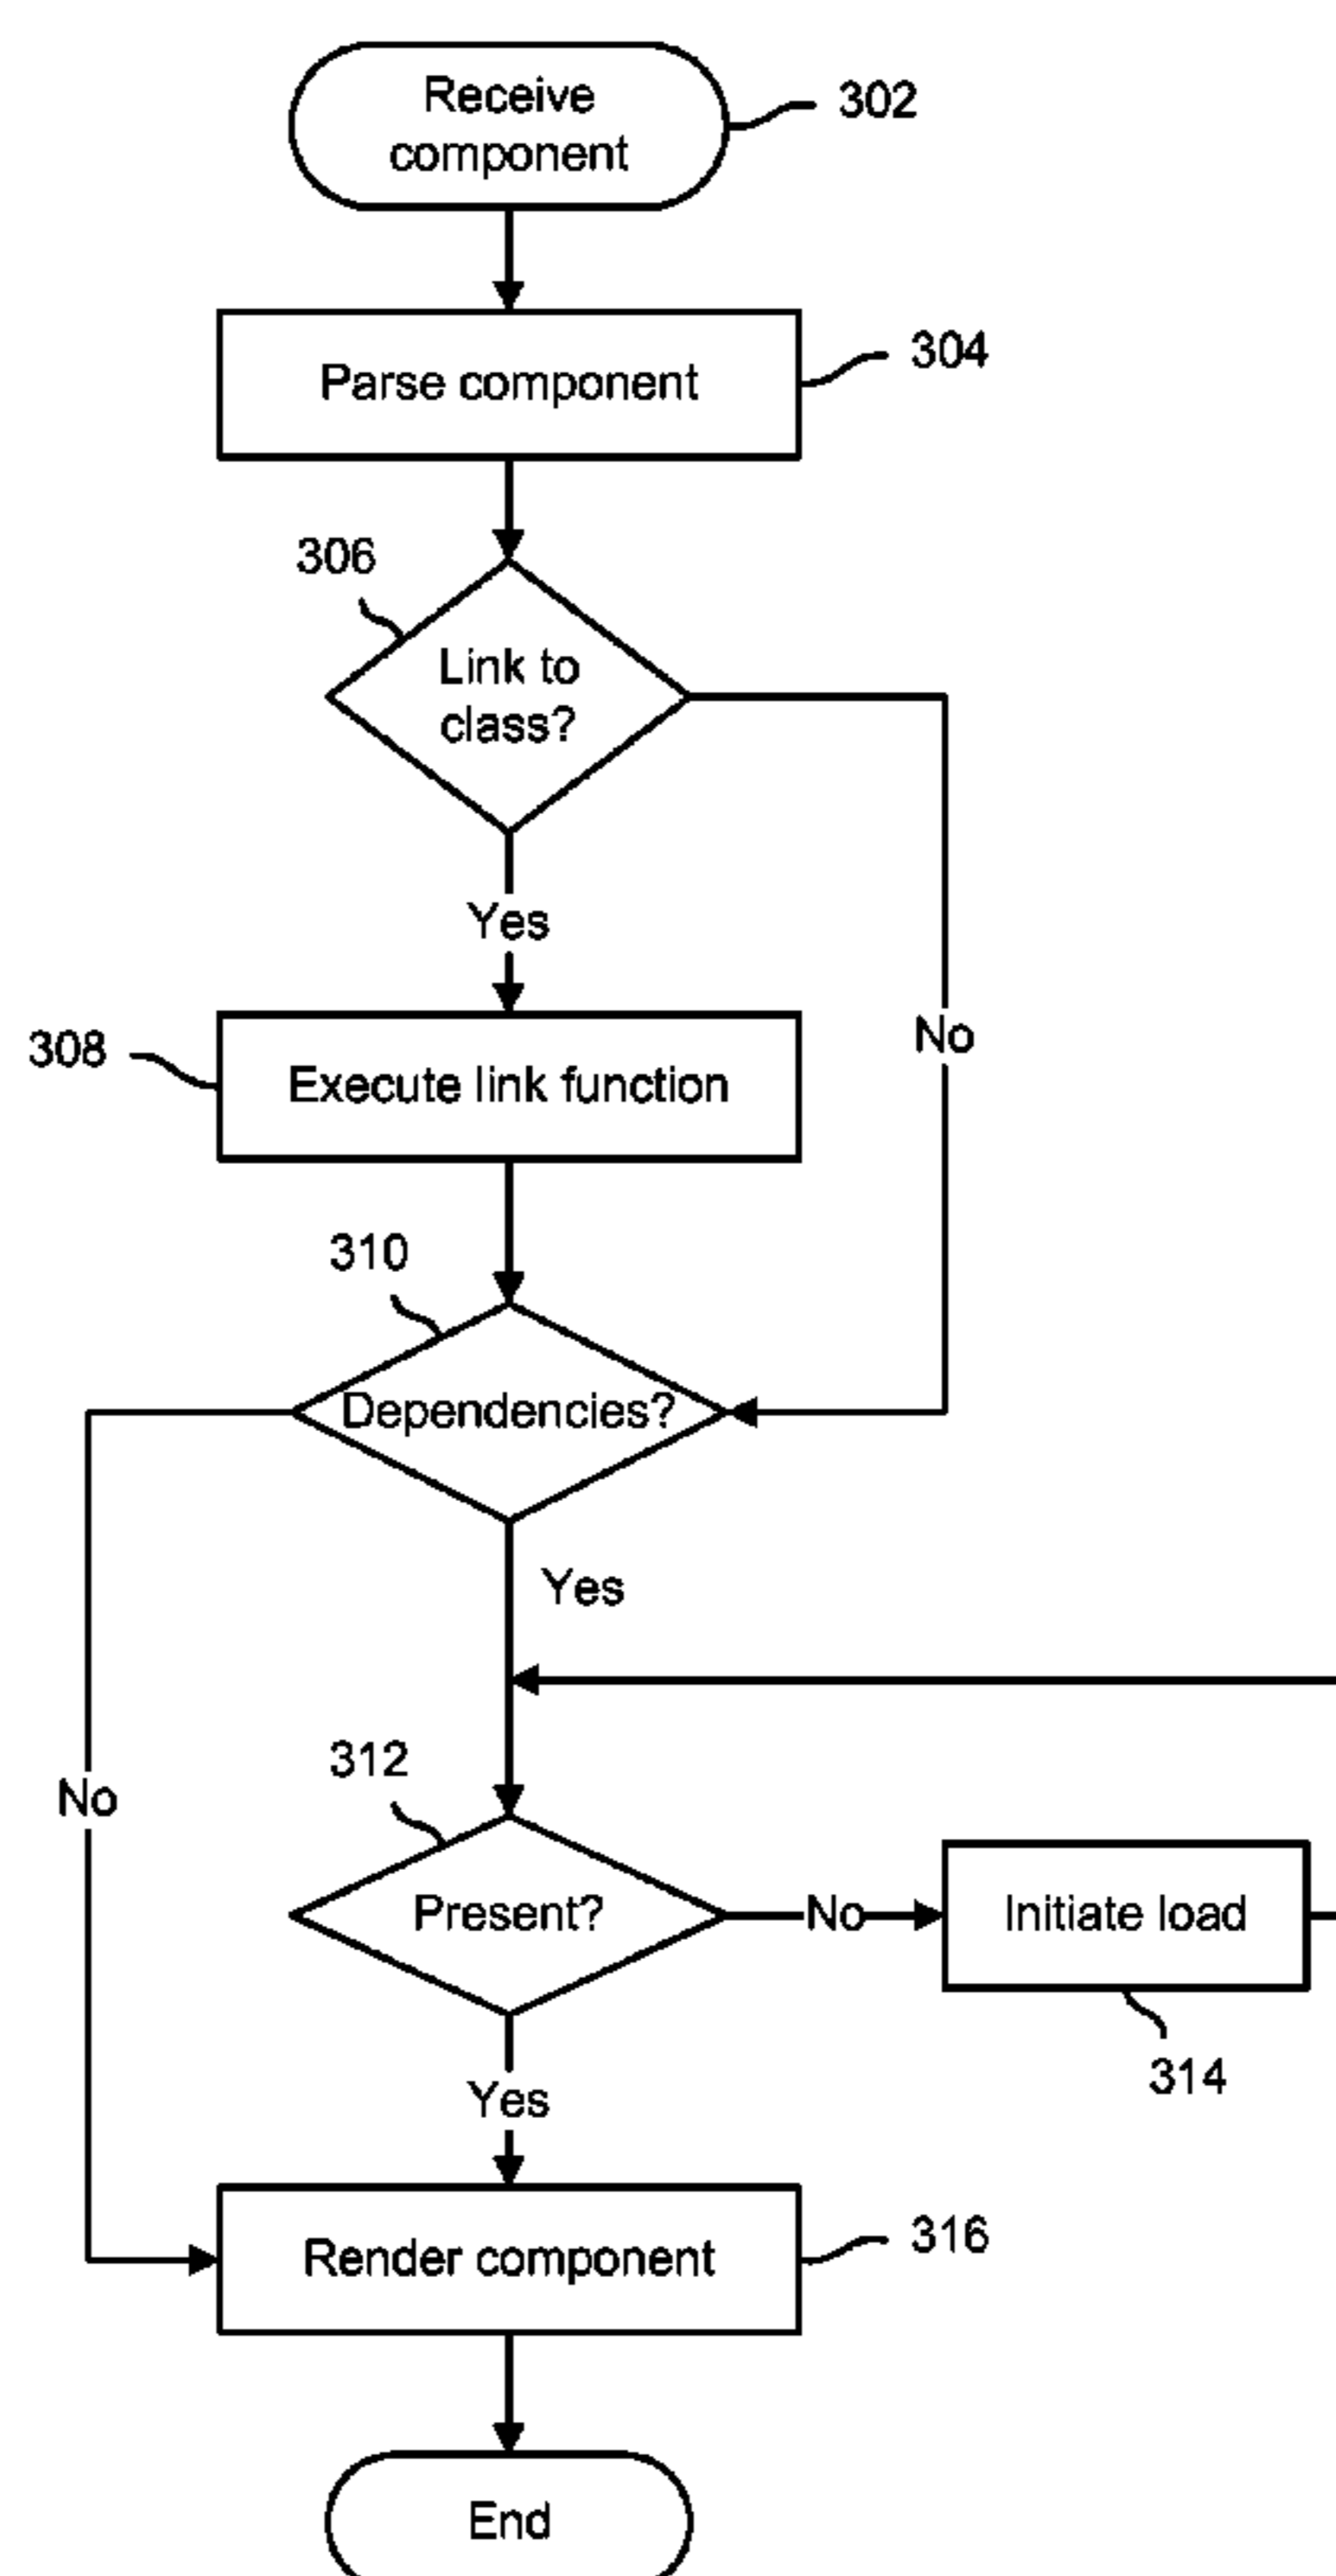 Receive
component
302
Parse component
304
306
Link to
class?
Yes
No
308
Execute link function
310
Dependencies?
Yes
No
312
Present?
No
Initiate load
314
Yes
Render component
316
End